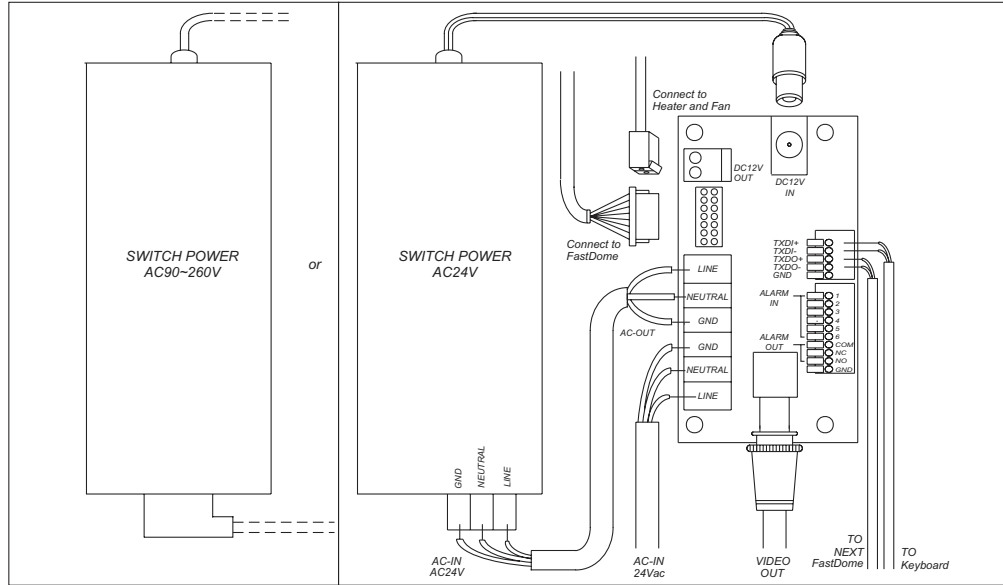 SWITCH POWER
AC90~260V
or
SWITCH POWER
AC24V
GND
NEUTRAL
LINE
AC-IN
AC24V
Connect to
Heater and Fan
Connect to
FastDome
DC12V
OUT
DC12V
IN
LINE
NEUTRAL
GND
AC-OUT
GND
NEUTRAL
LINE
AC-IN
24Vac
TXDI+
TXDI-
TXDO+
TXDO-
GND
ALARM
IN
1
2
3
4
5
6
ALARM
OUT
COM
NC
NO
GND
VIDEO
OUT
TO
NEXT
FastDome
TO
Keyboard